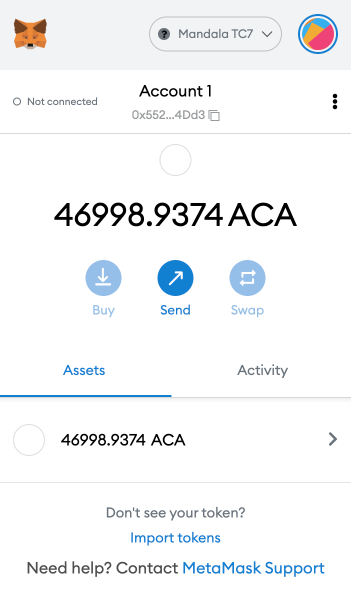 Mandala TC7
Not connected
Account 1
0x552...4Dd3
46998.9374 ACA
Buy
Send
Swap
Assets
Activity
46998.9374 ACA
Don't see your token?
Import tokens
Need help? Contact MetaMask Support